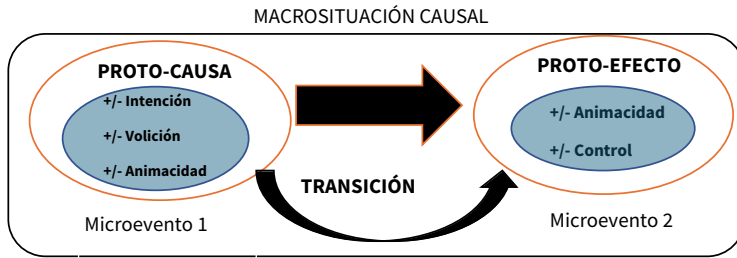 MACROSITUACIÓN CAUSAL
PROTO-CAUSA
+/- Intención
+/- Volición
+/- Animacidad
Microevento 1
TRANSICIÓN
PROTO-EFECTO
+/- Animacidad
+/- Control
Microevento 2